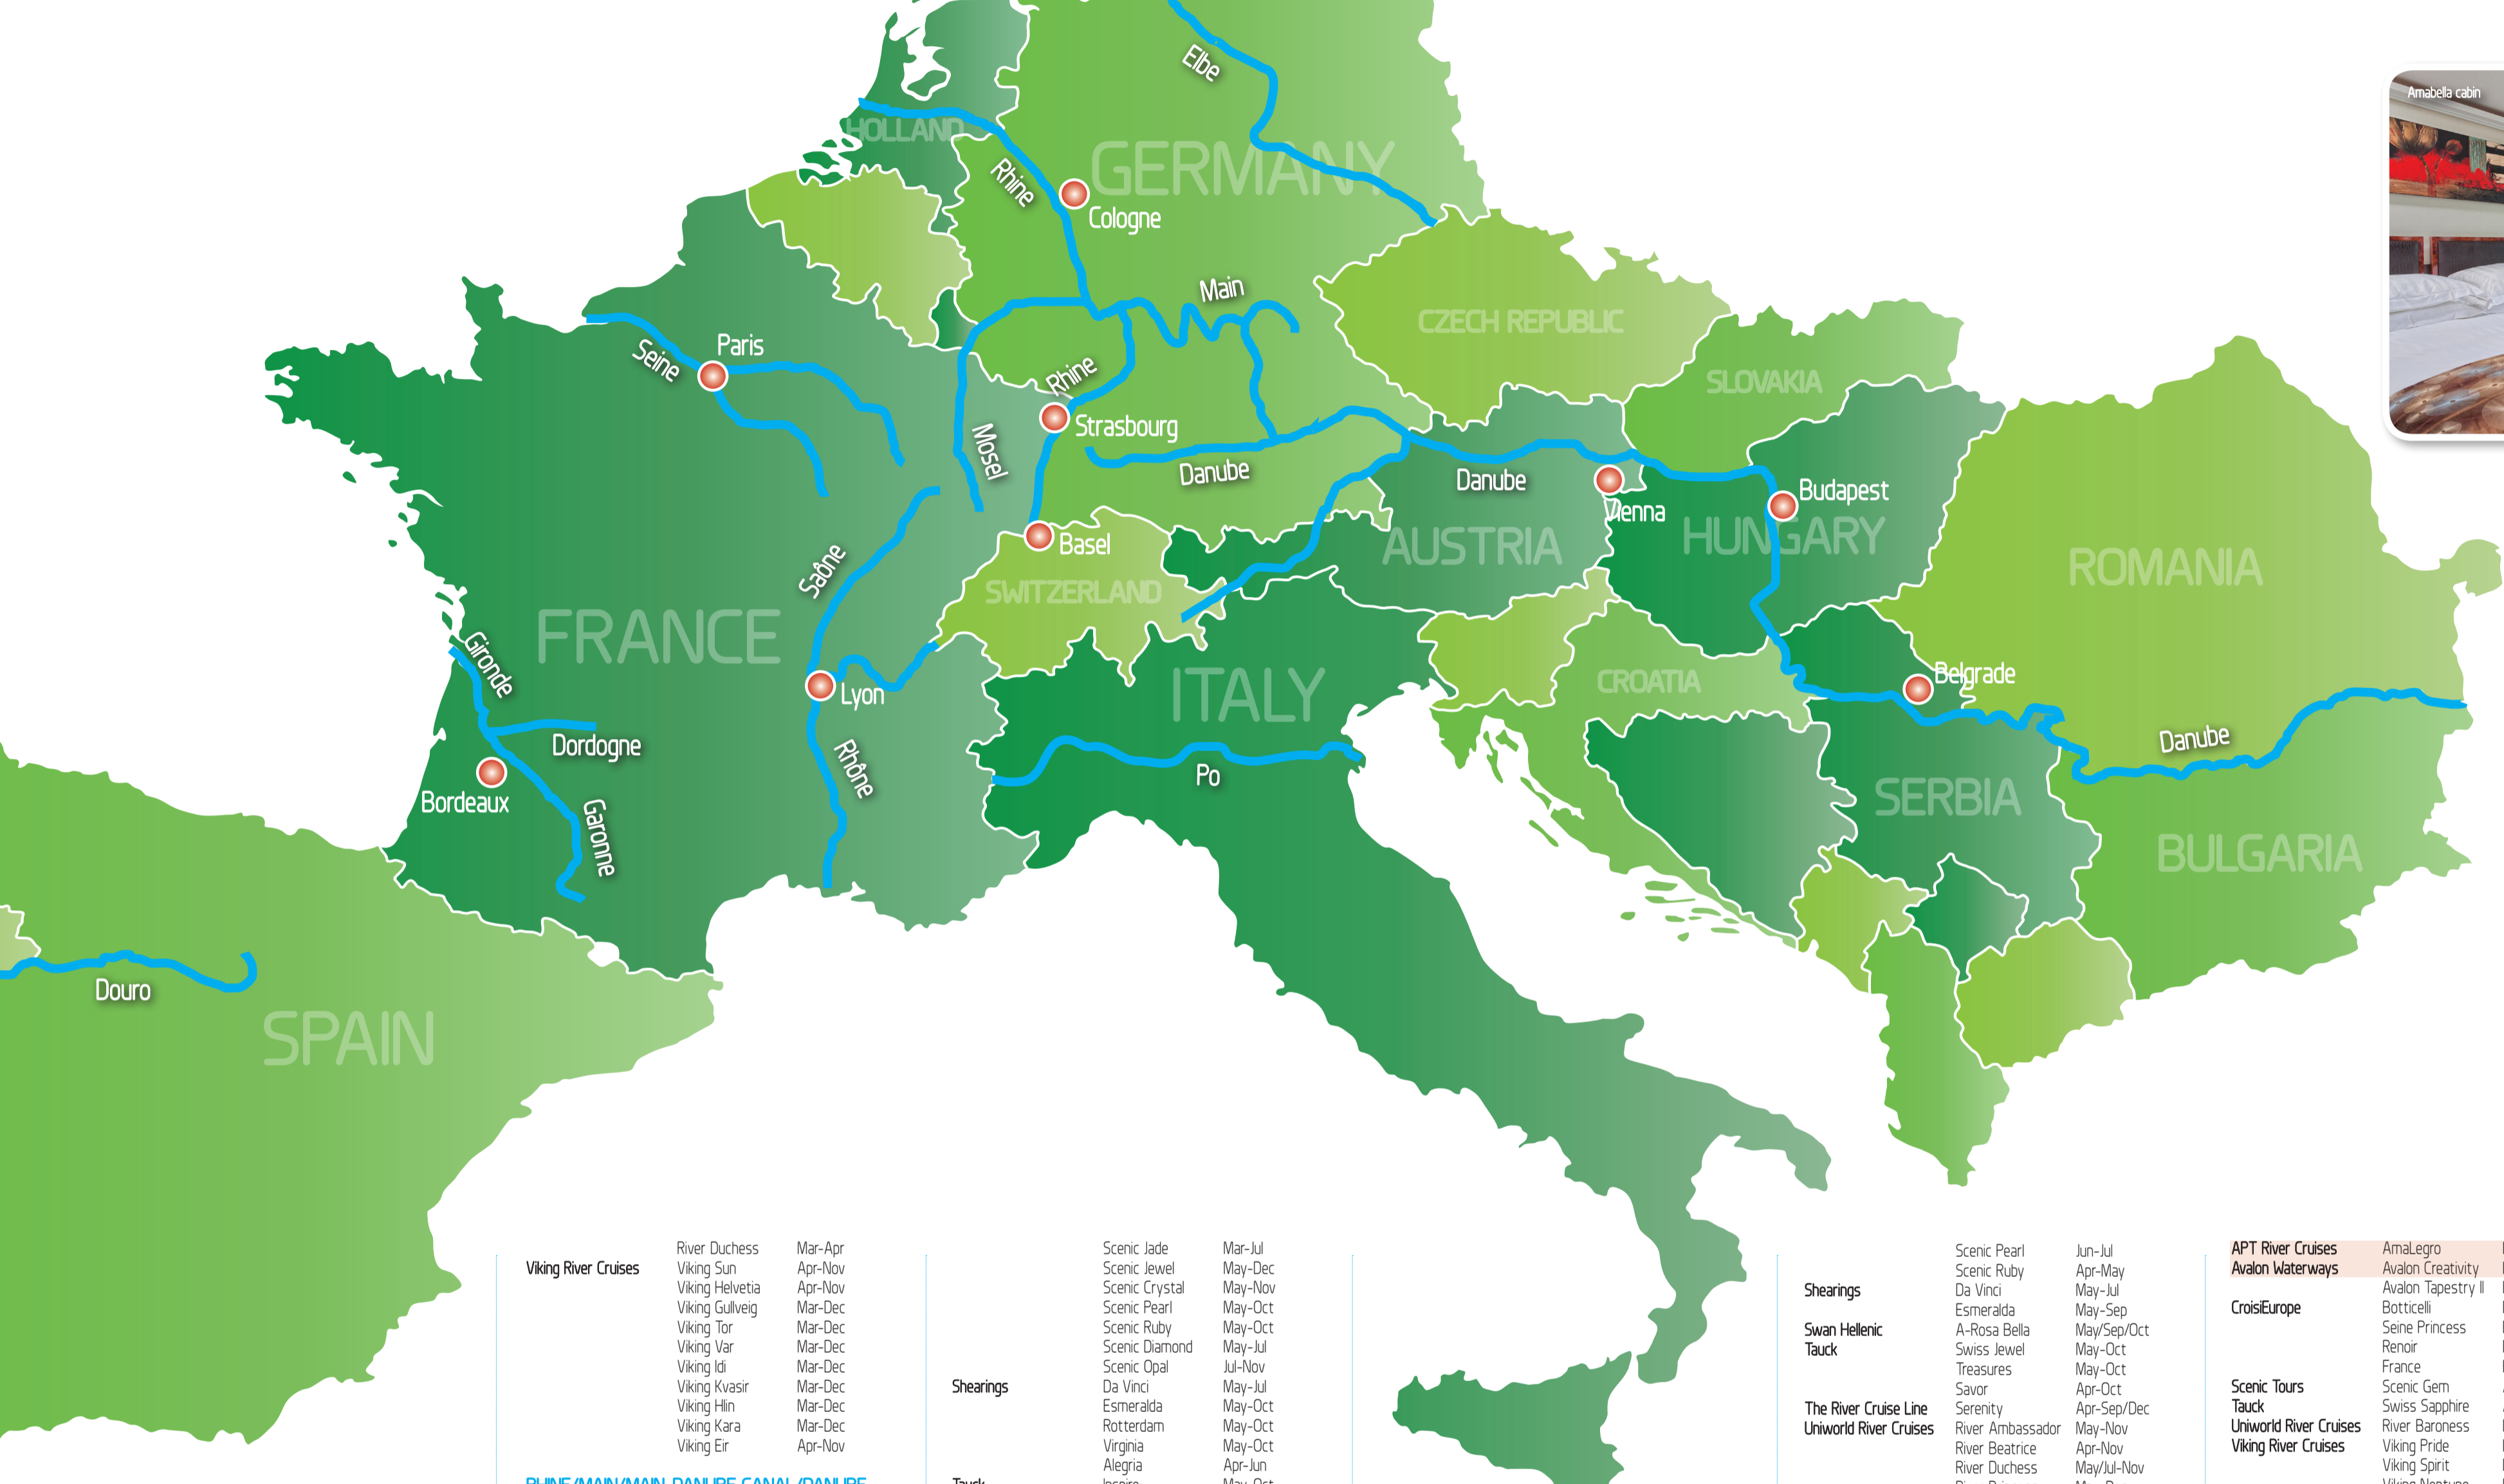 Elbe
Amabella cabin
HOLLAND
GERMANY
Rhine
Cologne
Main
CZECH REPUBLIC
Paris
Seine
Rhine
SLOVAKIA
Strasbourg
Mosel
Danube
Danube
Budapest
Vienna
HUNGARY
AUSTRIA
Basel
SWITZERLAND
ROMANIA
Saône
FRANCE
Gironde
Lyon
ITALY
CROATIA
Belgrade
Danube
Dordogne
Rhône
Po
Bordeaux
Garonne
SERBIA
BULGARIA
Douro
SPAIN
River Duchess Mar-Apr
Viking River Cruises Viking Sun Apr-Nov
Viking Helvetia Apr-Nov
Viking Gullveig Mar-Dec
Viking Tor Mar-Dec
Viking Var Mar-Dec
Viking Idi Mar-Dec
Viking Kvasir Mar-Dec
Viking Hlin Mar-Dec
Viking Kara Mar-Dec
Viking Eir Apr-Nov
RHINE/MAIN/MAIN-DANUBE CANAL/DANUBE
Scenic Jade Mar-Jul
Scenic Jewel May-Dec
Scenic Crystal May-Nov
Scenic Pearl May-Oct
Scenic Ruby May-Oct
Scenic Diamond May-Jul
Scenic Opal Jul-Nov
Shearings Da Vinci May-Jul
Esmeralda May-Oct
Rotterdam May-Oct
Virginia May-Oct
Alegria Apr-Jun
Tauck Inspire May-Oct
Scenic Pearl Jun-Jul
Scenic Ruby Apr-May
Shearings Da Vinci May-Jul
Esmeralda May-Sep
Swan Hellenic A-Rosa Bella May/Sep/Oct
Tauck Swiss Jewel May-Oct
Treasures May-Oct
Savor Apr-Oct
The River Cruise Line Serenity Apr-Sep/Dec
Uniworld River Cruises River Ambassador May-Nov
River Beatrice Apr-Nov
River Duchess May/Jul-Nov
APT River Cruises AmaLegro
Avalon Waterways Avalon Creativity
Avalon Tapestry II
CroisiEurope Botticelli
Seine Princess
Renoir
France
Scenic Tours Scenic Gem
Tauck Swiss Sapphire
Uniworld River Cruises River Baroness
Viking River Cruises Viking Pride
Viking Spirit
Viking Neptune